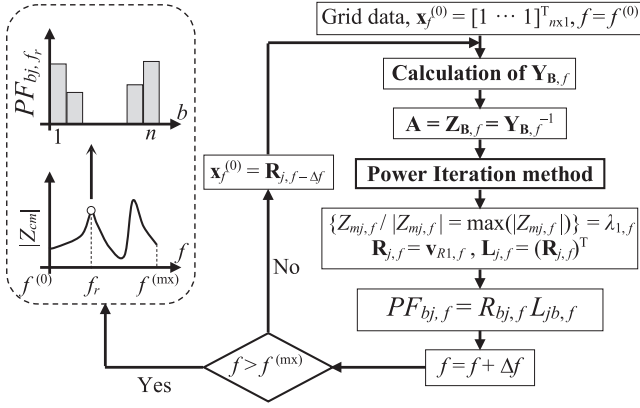 Grid data, x_f^(0) = [1 ⋯ 1]^T_nx1, f = f^(0)
Calculation of Y_B,f
A = Z_B,f = Y_B,f^-1
Power Iteration method
{Z_mj,f / |Z_mj,f| = max(|Z_mj,f|)} = λ_1,f
R_j,f = v_R1,f , L_j,f = (R_j,f)^T
PF_bj,f = R_bj,f L_jb,f
f = f + Δf
f > f^(mx)
No
x_f^(0) = R_j,f−Δf
Yes
PF_bj,f_r
1
n
b
|Z_cm|
f
f^(0)
f_r
f^(mx)